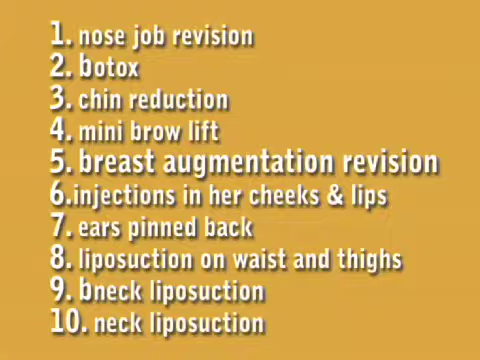 1. nose job revision
2. botox
3. chin reduction
4. mini brow lift
5. breast augmentation revision
6.injections in her cheeks & lips
7. ears pinned back
8. liposuction on waist and thighs
9. bneck liposuction
10. neck liposuction